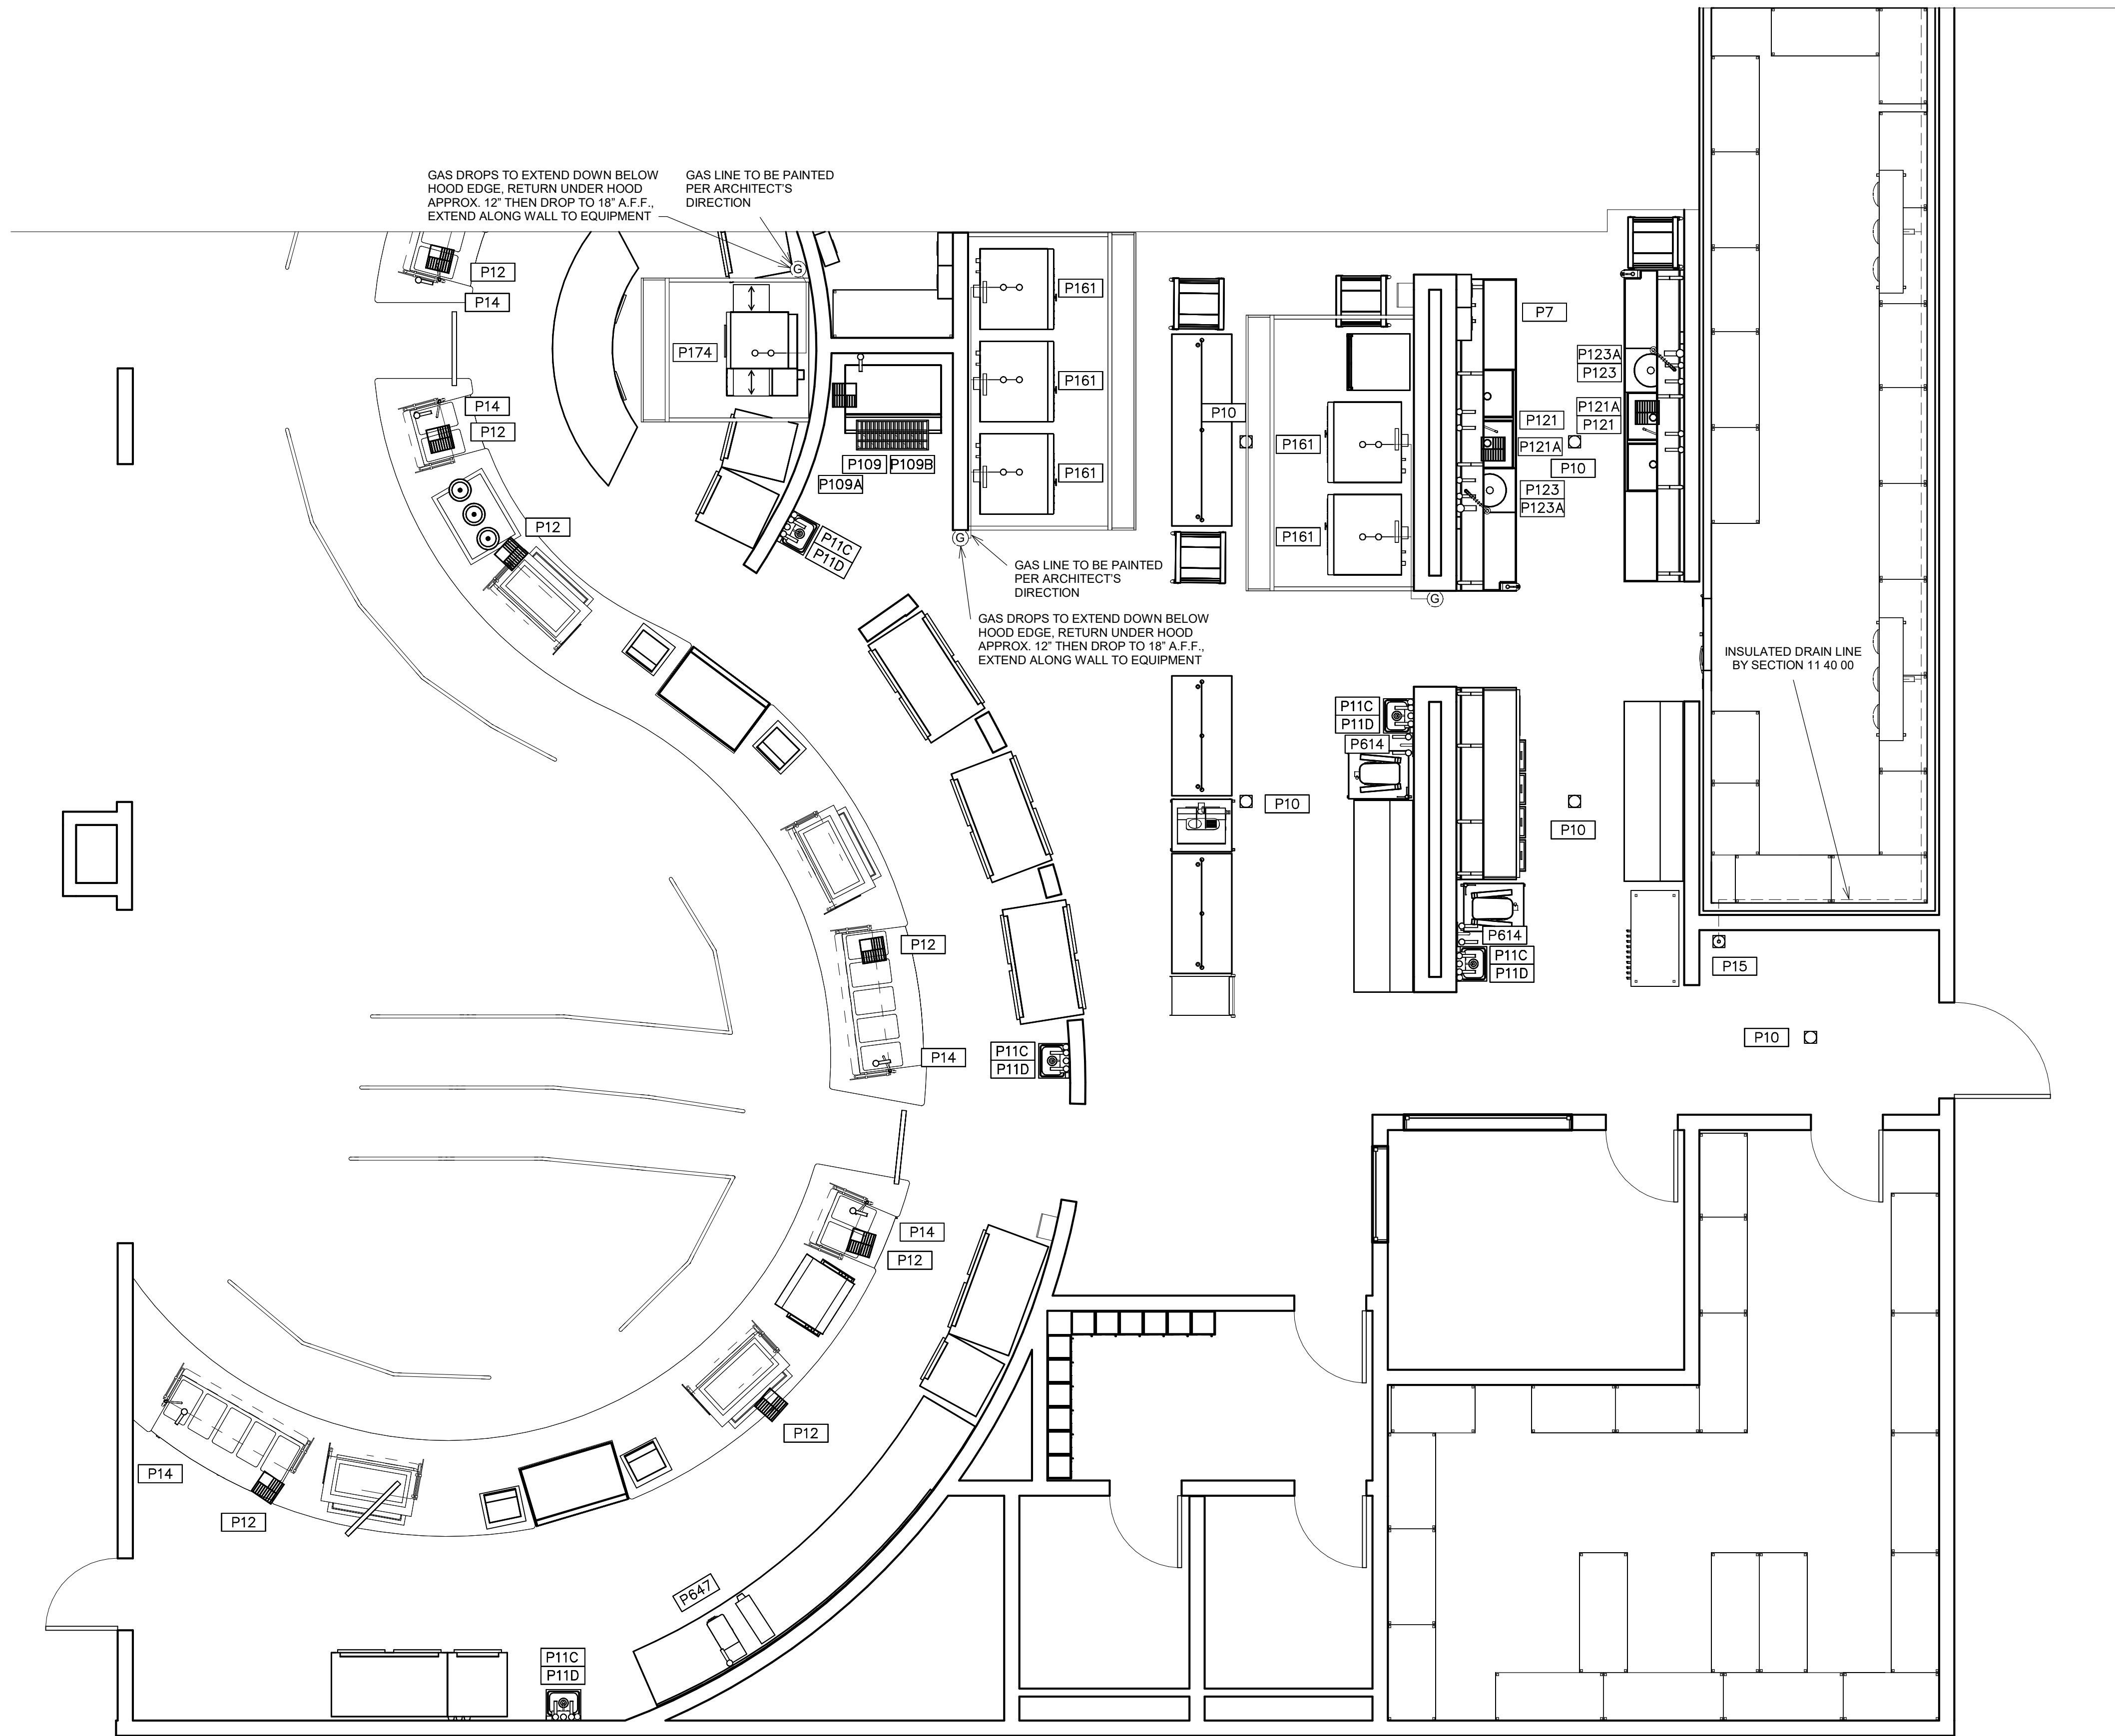 GAS DROPS TO EXTEND DOWN BELOW
HOOD EDGE, RETURN UNDER HOOD
APPROX. 12" THEN DROP TO 18" A.F.F.,
EXTEND ALONG WALL TO EQUIPMENT
GAS LINE TO BE PAINTED
PER ARCHITECT'S
DIRECTION
G
P12
P14
P174
P14
P12
P12
P109
P109B
P109A
P11C
P11D
P161
P161
P161
G
GAS LINE TO BE PAINTED
PER ARCHITECT'S
DIRECTION
GAS DROPS TO EXTEND DOWN BELOW
HOOD EDGE, RETURN UNDER HOOD
APPROX. 12" THEN DROP TO 18" A.F.F.,
EXTEND ALONG WALL TO EQUIPMENT
P10
P161
P161
G
P7
P121
P121A
P10
P123
P123A
P123A
P123
P121A
P121
INSULATED DRAIN LINE
BY SECTION 11 40 00
P11C
P11D
P614
P10
P10
P614
P11C
P11D
P15
P10
P12
P14
P11C
P11D
P14
P12
P12
P14
P12
P647
P11C
P11D